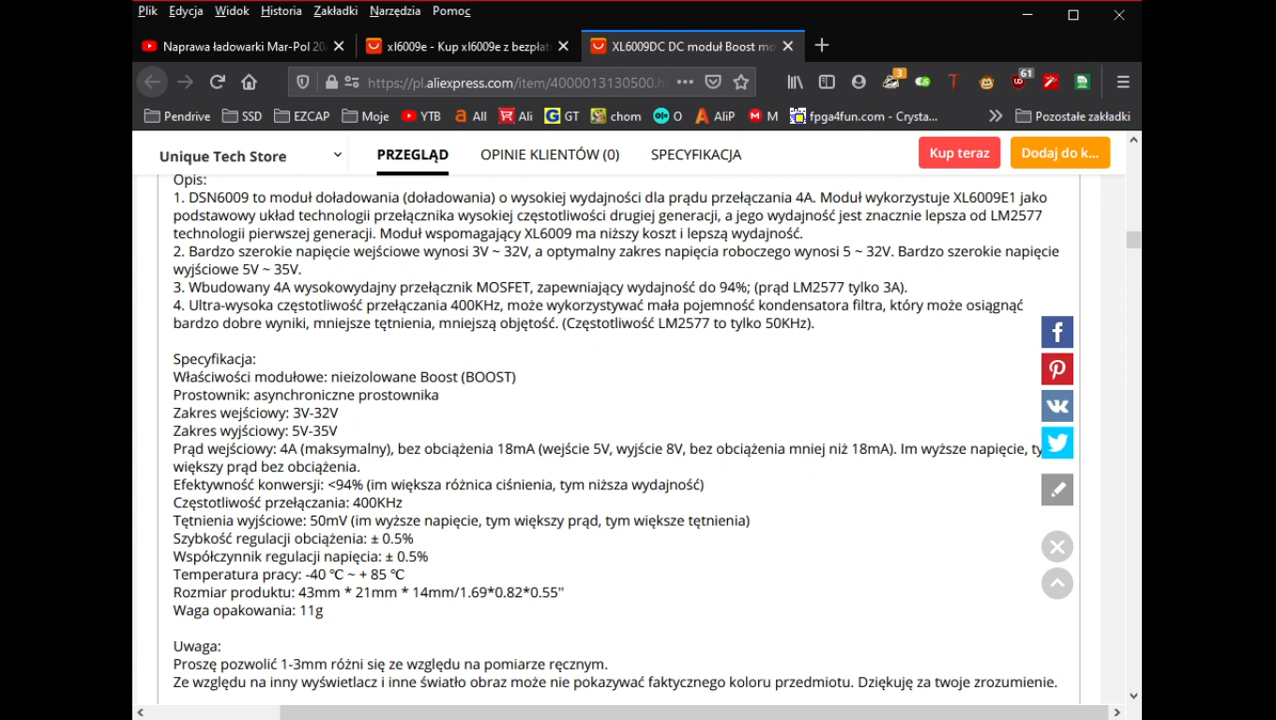 Plik Edycja Widok Historia Zakładki Narzędzia Pomoc
Naprawa ładowarki Mar-Pol 20 xl6009e - Kup xl6009e z bezpłat XL6009DC DC moduł Boost mo
https://pl.aliexpress.com/item/4000013130500.h 3 61
Pendrive SSD EZCAP Moje YTB All Ali GT chom O AliP M fpga4fun.com - Crysta... Pozostałe zakładki
Unique Tech Store PRZEGLĄD OPINIE KLIENTÓW (0) SPECYFIKACJA Kup teraz Dodaj do k...
Opis:
1. DSN6009 to moduł doładowania (doładowania) o wysokiej wydajności dla prądu przełączania 4A. Moduł wykorzystuje XL6009E1 jako
podstawowy układ technologii przełącznika wysokiej częstotliwości drugiej generacji, a jego wydajność jest znacznie lepsza od LM2577
technologii pierwszej generacji. Moduł wspomagający XL6009 ma niższy koszt i lepszą wydajność.
2. Bardzo szerokie napięcie wejściowe wynosi 3V ~ 32V, a optymalny zakres napięcia roboczego wynosi 5 ~ 32V. Bardzo szerokie napięcie
wyjściowe 5V ~ 35V.
3. Wbudowany 4A wysokowydajny przełącznik MOSFET, zapewniający wydajność do 94%; (prąd LM2577 tylko 3A).
4. Ultra-wysoka częstotliwość przełączania 400KHz, może wykorzystywać mała pojemność kondensatora filtra, który może osiągnąć
bardzo dobre wyniki, mniejsze tętnienia, mniejszą objętość. (Częstotliwość LM2577 to tylko 50KHz).
Specyfikacja:
Właściwości modułowe: nieizolowane Boost (BOOST)
Prostownik: asynchroniczne prostownika
Zakres wejściowy: 3V-32V
Zakres wyjściowy: 5V-35V
Prąd wejściowy: 4A (maksymalny), bez obciążenia 18mA (wejście 5V, wyjście 8V, bez obciążenia mniej niż 18mA). Im wyższe napięcie, ty
większy prąd bez obciążenia.
Efektywność konwersji: <94% (im większa różnica ciśnienia, tym niższa wydajność)
Częstotliwość przełączania: 400KHz
Tętnienia wyjściowe: 50mV (im wyższe napięcie, tym większy prąd, tym większe tętnienia)
Szybkość regulacji obciążenia: ± 0.5%
Współczynnik regulacji napięcia: ± 0.5%
Temperatura pracy: -40 ℃ ~ + 85 ℃
Rozmiar produktu: 43mm * 21mm * 14mm/1.69*0.82*0.55''
Waga opakowania: 11g
Uwaga:
Proszę pozwolić 1-3mm różni się ze względu na pomiarze ręcznym.
Ze względu na inny wyświetlacz i inne światło obraz może nie pokazywać faktycznego koloru przedmiotu. Dziękuję za twoje zrozumienie.